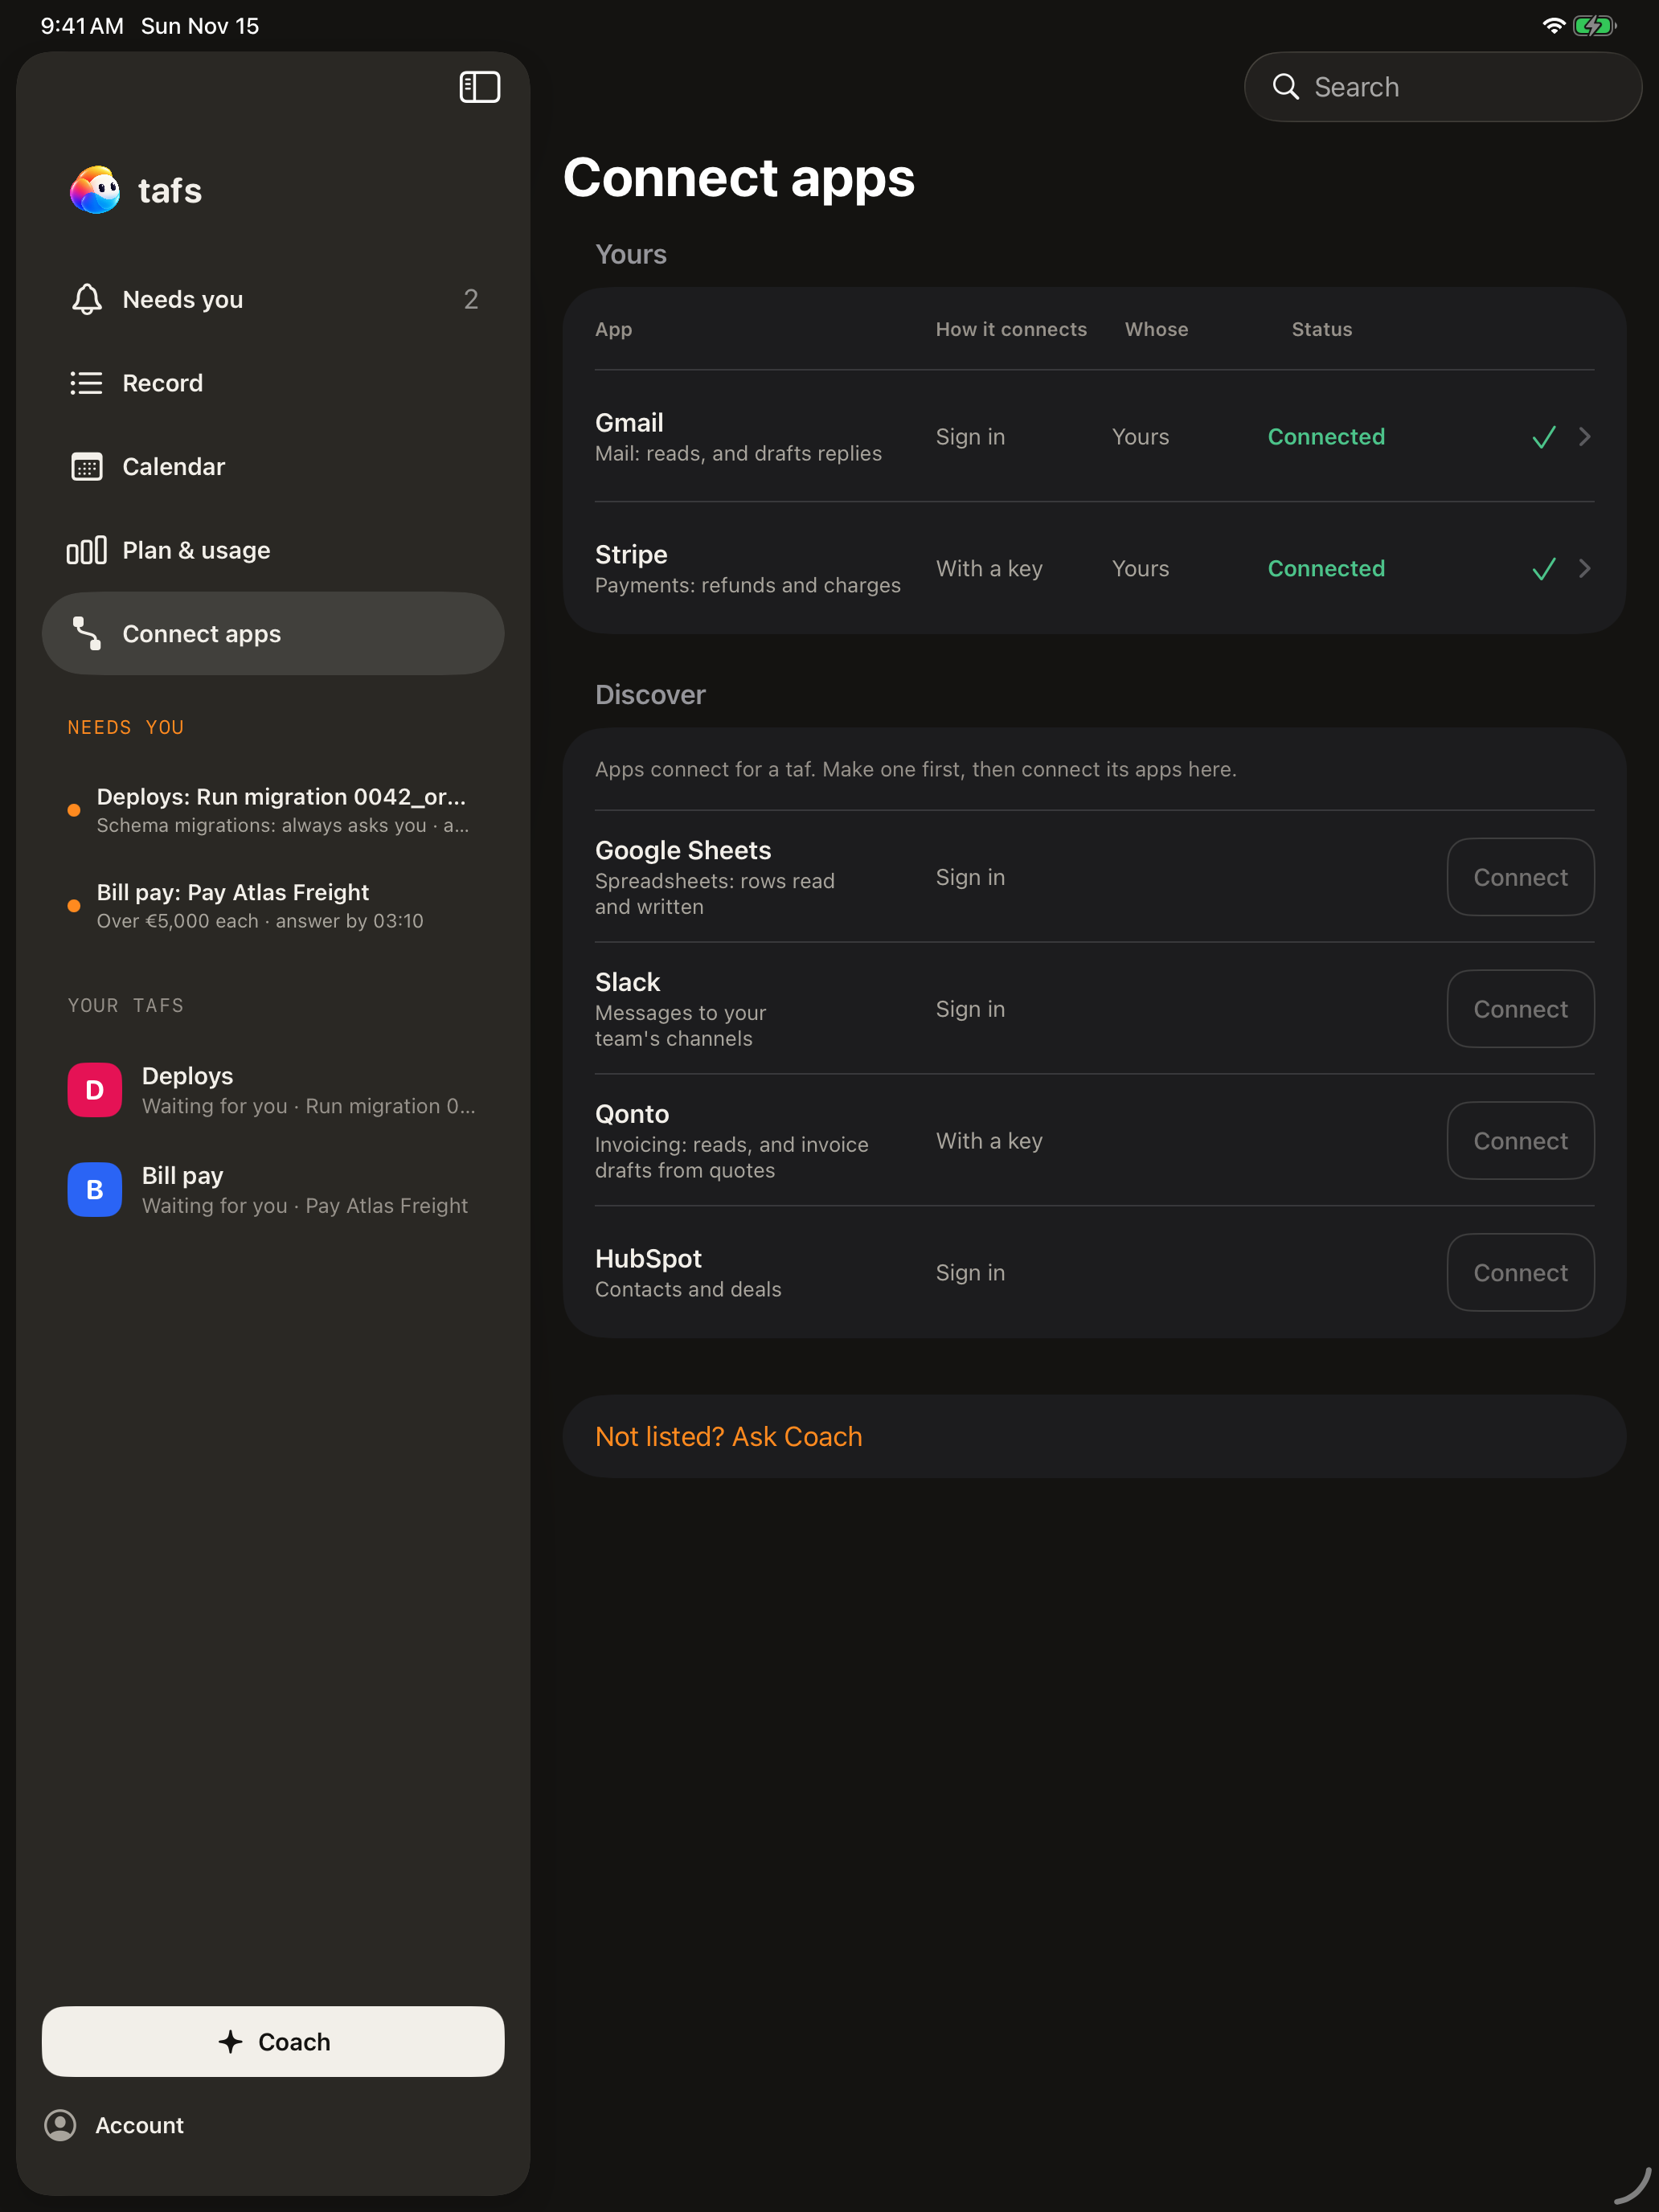 9:41 AM Sun Nov 15
tafs
Needs you 2
Record
Calendar
Plan & usage
Connect apps
NEEDS YOU
Deploys: Run migration 0042_or...
Schema migrations: always asks you · a...
Bill pay: Pay Atlas Freight
Over €5,000 each · answer by 03:10
YOUR TAFS
D
Deploys
Waiting for you · Run migration 0...
B
Bill pay
Waiting for you · Pay Atlas Freight
Coach
Account
Search
Connect apps
Yours
App How it connects Whose Status
Gmail
Mail: reads, and drafts replies
Sign in Yours Connected
Stripe
Payments: refunds and charges
With a key Yours Connected
Discover
Apps connect for a taf. Make one first, then connect its apps here.
Google Sheets
Spreadsheets: rows read
and written
Sign in Connect
Slack
Messages to your
team's channels
Sign in Connect
Qonto
Invoicing: reads, and invoice
drafts from quotes
With a key Connect
HubSpot
Contacts and deals
Sign in Connect
Not listed? Ask Coach